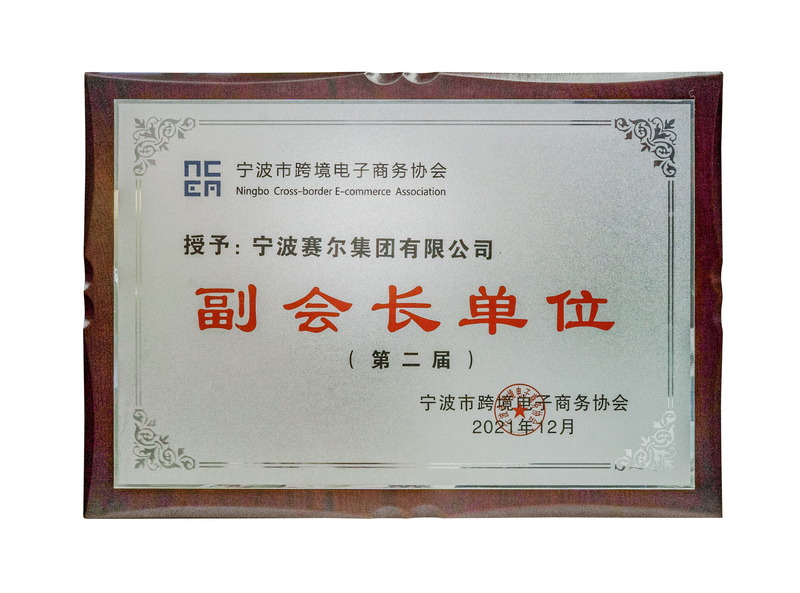 NC
EA
宁波市跨境电子商务协会
Ningbo Cross-border E-commerce Association
授予：宁波赛尔集团有限公司
副会长单位
（第二届）
宁波市跨境电子商务协会
2021年12月